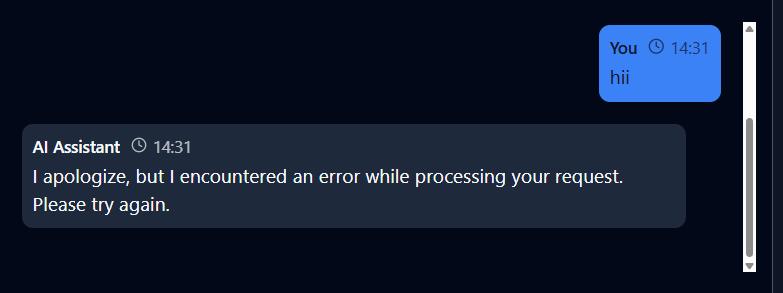 You 14:31
hii
AI Assistant 14:31
I apologize, but I encountered an error while processing your request.
Please try again.